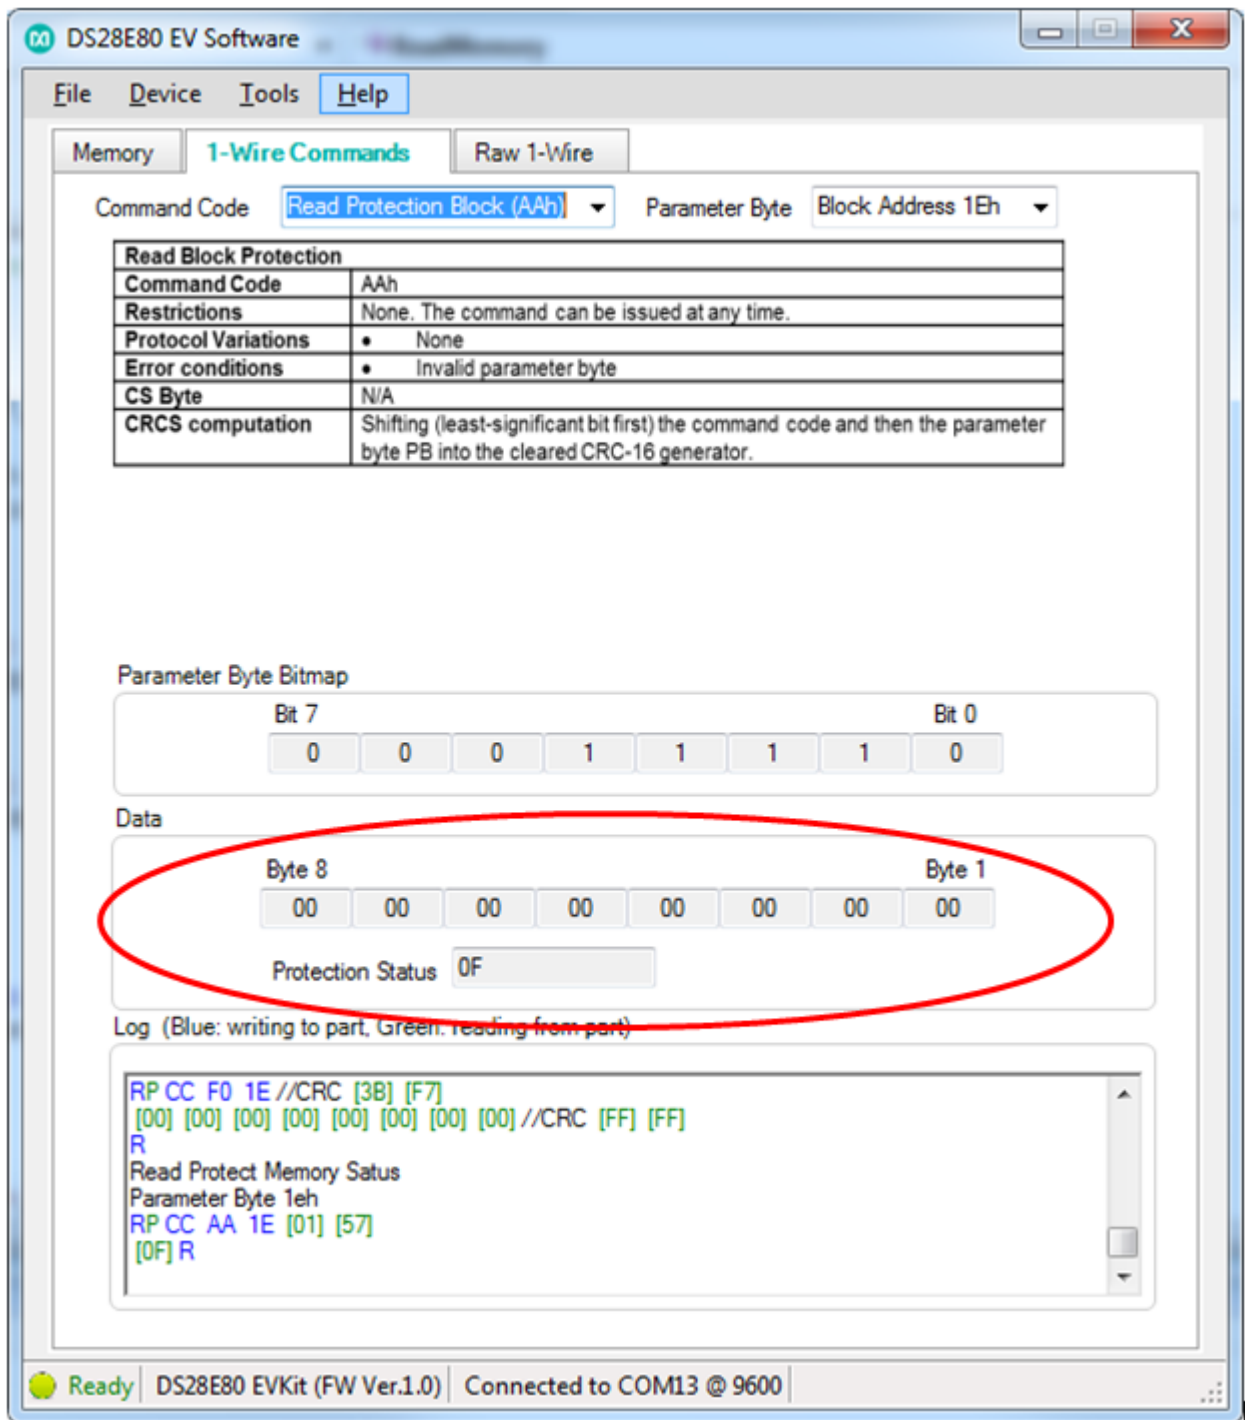 DS28E80 EV Software
File Device Tools Help
Memory 1-Wire Commands Raw 1-Wire
Command Code Read Protection Block (AAh) Parameter Byte Block Address 1Eh
Read Block Protection
Command Code AAh
Restrictions None. The command can be issued at any time.
Protocol Variations • None
Error conditions • Invalid parameter byte
CS Byte N/A
CRCS computation Shifting (least-significant bit first) the command code and then the parameter
byte PB into the cleared CRC-16 generator.
Parameter Byte Bitmap
Bit 7 Bit 0
0 0 0 1 1 1 1 0
Data
Byte 8 Byte 1
00 00 00 00 00 00 00 00
Protection Status 0F
Log (Blue: writing to part, Green: reading from part)
RP CC F0 1E //CRC [3B] [F7]
[00] [00] [00] [00] [00] [00] [00] [00] //CRC [FF] [FF]
R
Read Protect Memory Satus
Parameter Byte 1eh
RP CC AA 1E [01] [57]
[0F] R
Ready DS28E80 EVKit (FW Ver.1.0) Connected to COM13 @ 9600